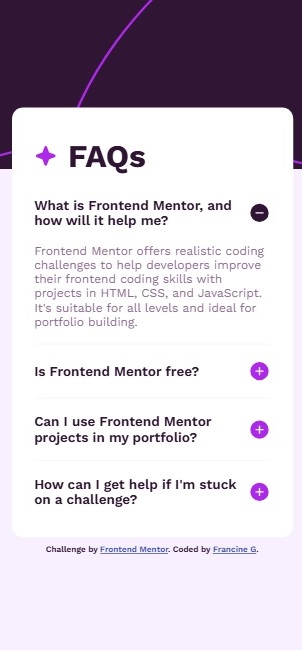 FAQs
What is Frontend Mentor, and
how will it help me?
Frontend Mentor offers realistic coding
challenges to help developers improve
their frontend coding skills with
projects in HTML, CSS, and JavaScript.
It's suitable for all levels and ideal for
portfolio building.
Is Frontend Mentor free?
Can I use Frontend Mentor
projects in my portfolio?
How can I get help if I'm stuck
on a challenge?
Challenge by Frontend Mentor. Coded by Francine G.